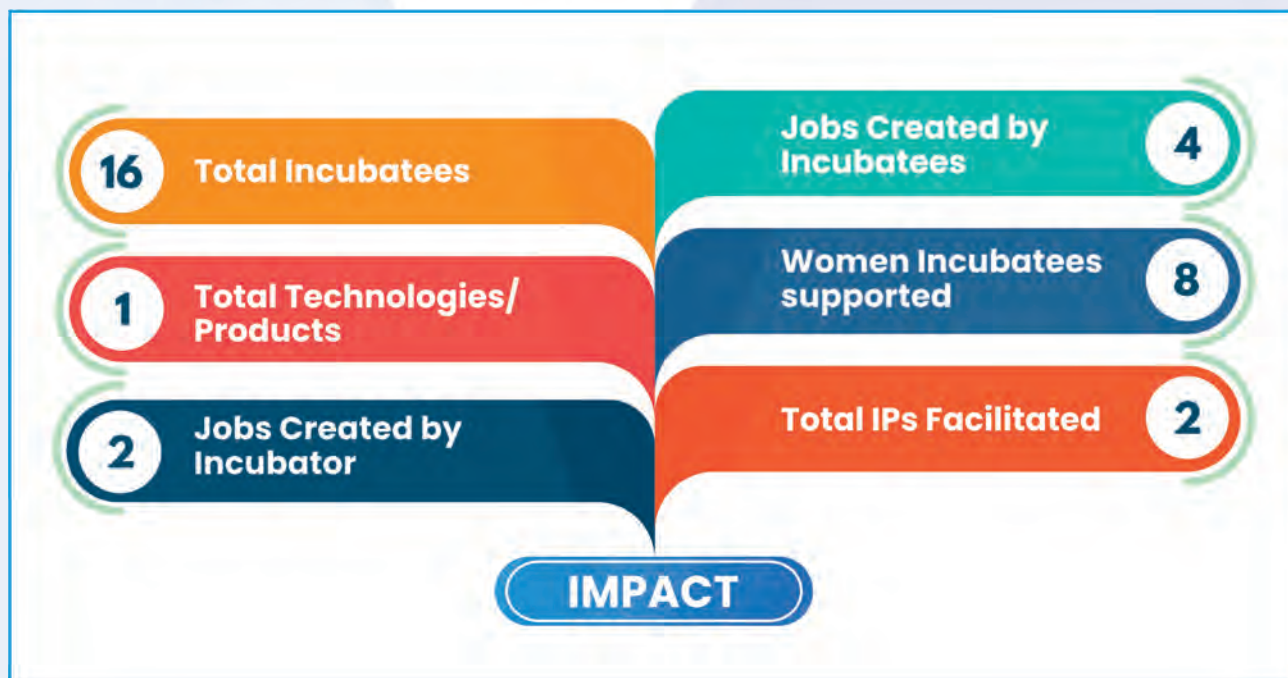 16
Total Incubatees
1
Total Technologies/
Products
2
Jobs Created by
Incubator
Jobs Created by
Incubatees
4
Women Incubatees
supported
8
Total IPs Facilitated
2
IMPACT